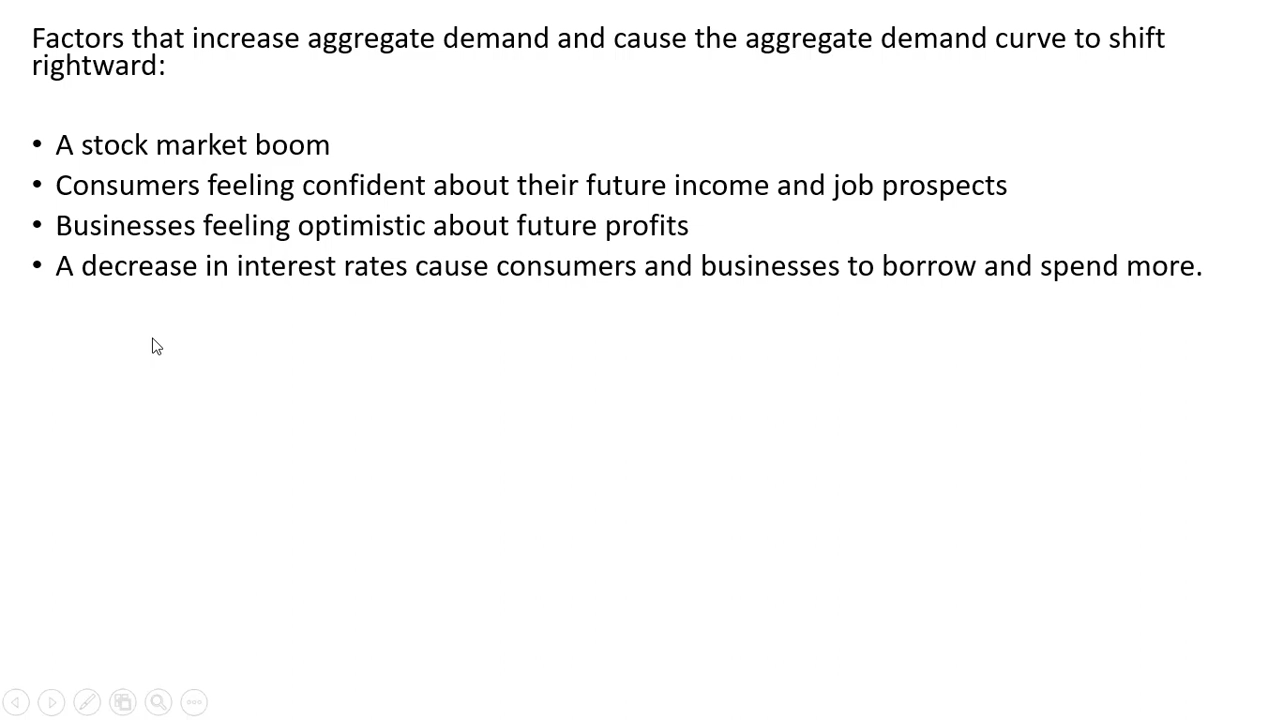 Factors that increase aggregate demand and cause the aggregate demand curve to shift
rightward:
• A stock market boom
• Consumers feeling confident about their future income and job prospects
• Businesses feeling optimistic about future profits
• A decrease in interest rates cause consumers and businesses to borrow and spend more.